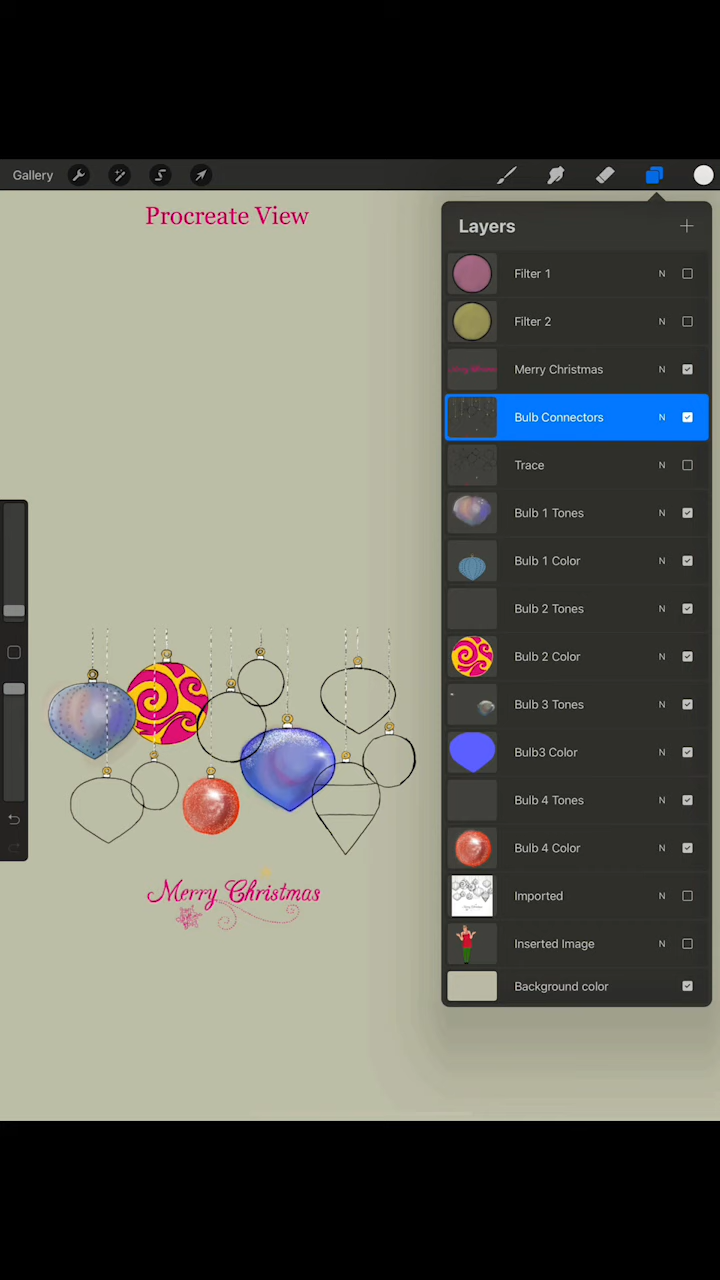 Gallery
Procreate View
Layers
Filter 1 N
Filter 2 N
Merry Christmas N
Bulb Connectors N
Trace N
Bulb 1 Tones N
Bulb 1 Color N
Bulb 2 Tones N
Bulb 2 Color N
Bulb 3 Tones N
Bulb3 Color N
Bulb 4 Tones N
Bulb 4 Color N
Imported N
Inserted Image N
Background color
Merry Christmas